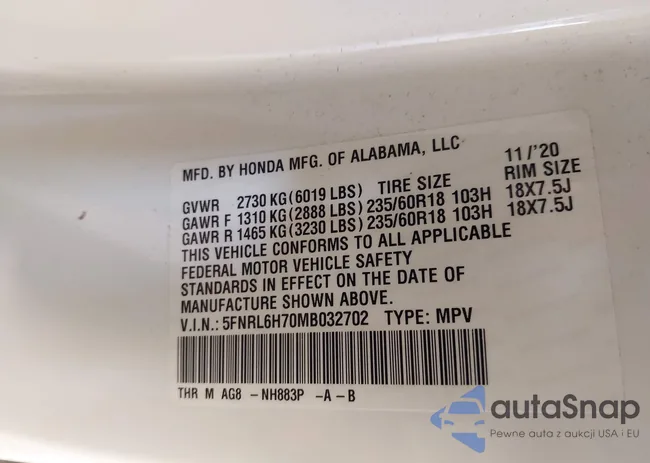 MFD. BY HONDA MFG. OF ALABAMA, LLC 11/'20
GVWR 2730 KG(6019 LBS) TIRE SIZE RIM SIZE
GAWR F 1310 KG(2888 LBS) 235/60R18 103H 18X7.5J
GAWR R 1465 KG(3230 LBS) 235/60R18 103H 18X7.5J
THIS VEHICLE CONFORMS TO ALL APPLICABLE
FEDERAL MOTOR VEHICLE SAFETY
STANDARDS IN EFFECT ON THE DATE OF
MANUFACTURE SHOWN ABOVE.
V.I.N.: 5FNRL6H70MB032702 TYPE: MPV
THR M AG8 -NH883P -A-B
autaSnap
Pewne auta z aukcji USA i EU